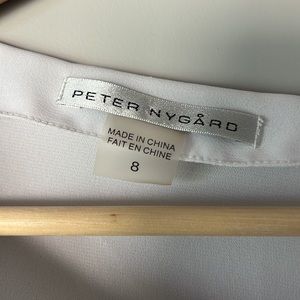 PETER NYGÅRD
MADE IN CHINA
FAIT EN CHINE
8